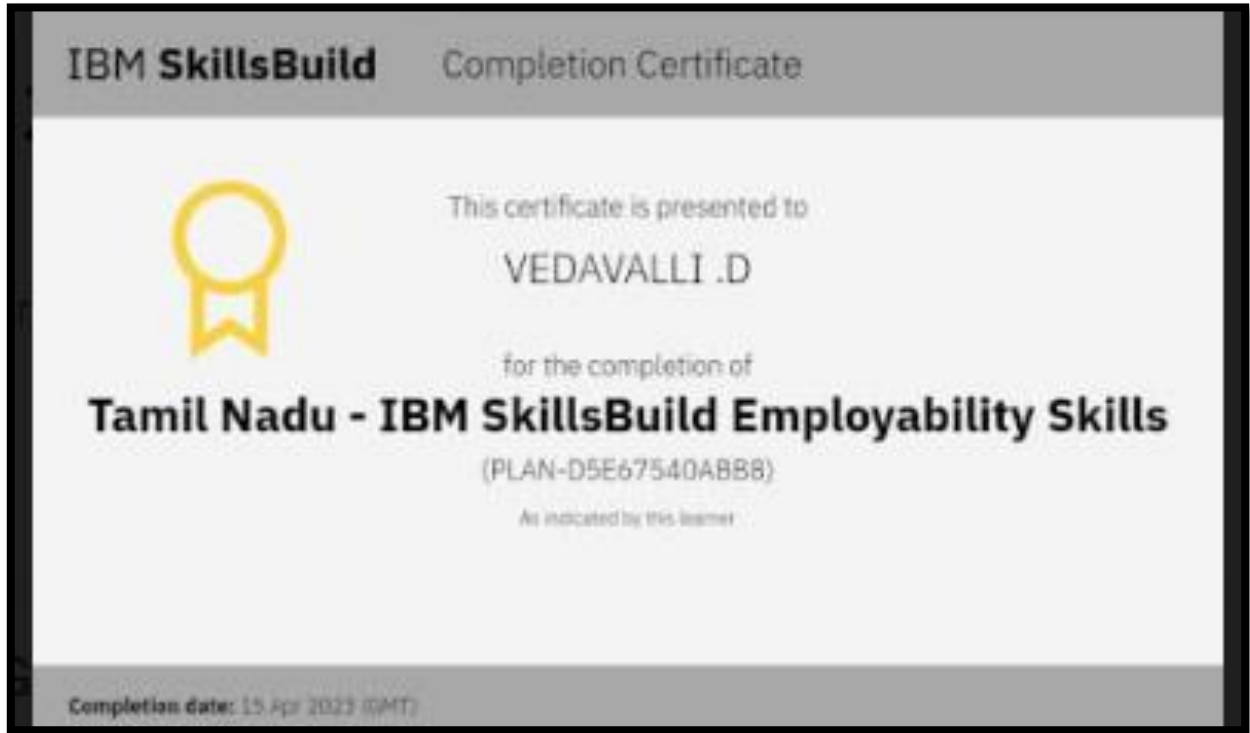 IBM SkillsBuild Completion Certificate
This certificate is presented to
VEDAVALLI .D
for the completion of
Tamil Nadu - IBM SkillsBuild Employability Skills
(PLAN-D5E67540ABB8)
As indicated by this learner
Completion date: 15 Apr 2023 (GMT)